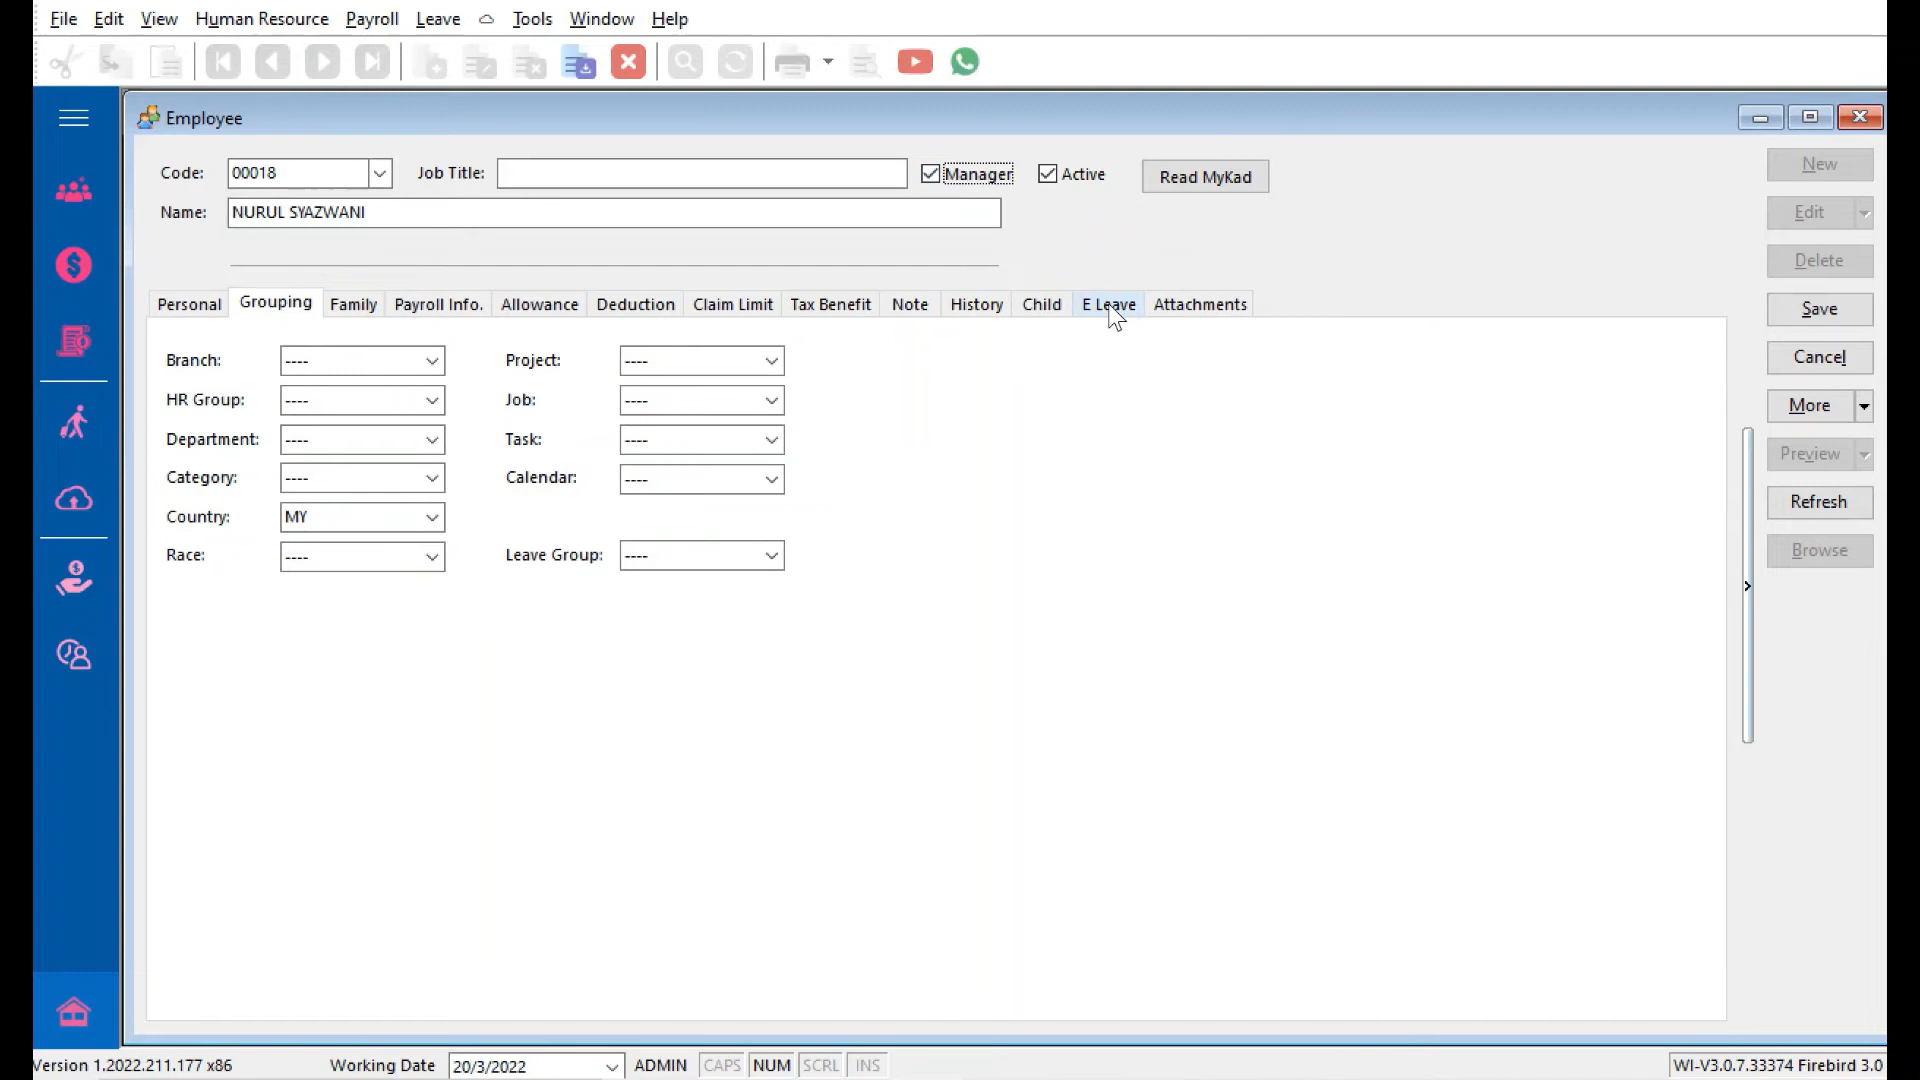 File Edit View Human Resource Payroll Leave Tools Window Help
Employee
Code: 00018 Job Title: Manager Active Read MyKad
Name: NURUL SYAZWANI
Personal Grouping Family Payroll Info. Allowance Deduction Claim Limit Tax Benefit Note History Child E Leave Attachments
Branch: ---- Project: ----
HR Group: ---- Job: ----
Department: ---- Task: ----
Category: ---- Calendar: ----
Country: MY
Race: ---- Leave Group: ----
New
Edit
Delete
Save
Cancel
More
Preview
Refresh
Browse
Version 1.2022.211.177 x86 Working Date 20/3/2022 ADMIN CAPS NUM SCRL INS WI-V3.0.7.33374 Firebird 3.0